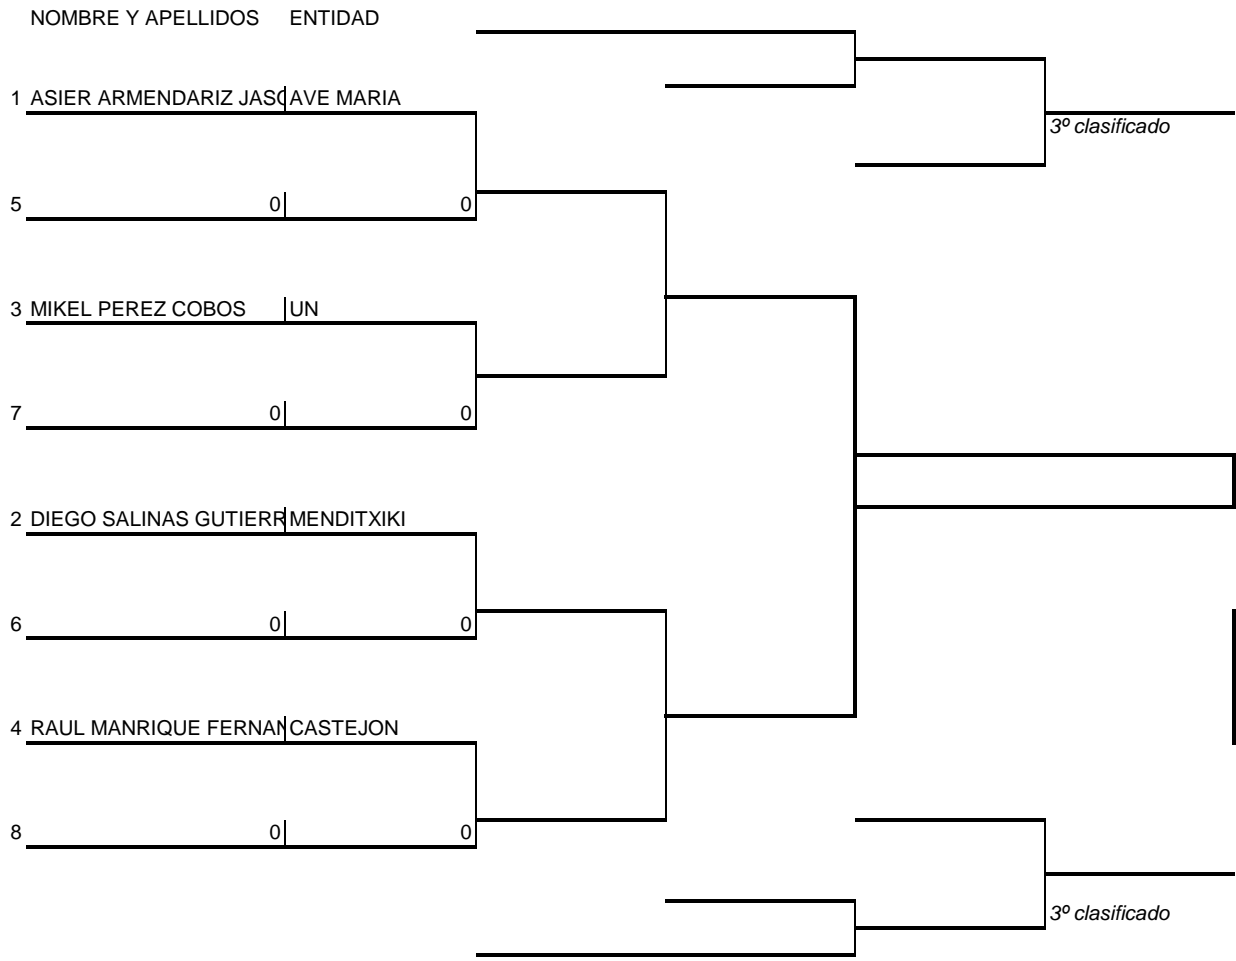 NOMBRE Y APELLIDOS ENTIDAD
1 ASIER ARMENDARIZ JASO AVE MARIA
3º clasificado
5 0 0
3 MIKEL PEREZ COBOS UN
7 0 0
2 DIEGO SALINAS GUTIERR MENDITXIKI
6 0 0
4 RAUL MANRIQUE FERNAN CASTEJON
8 0 0
3º clasificado